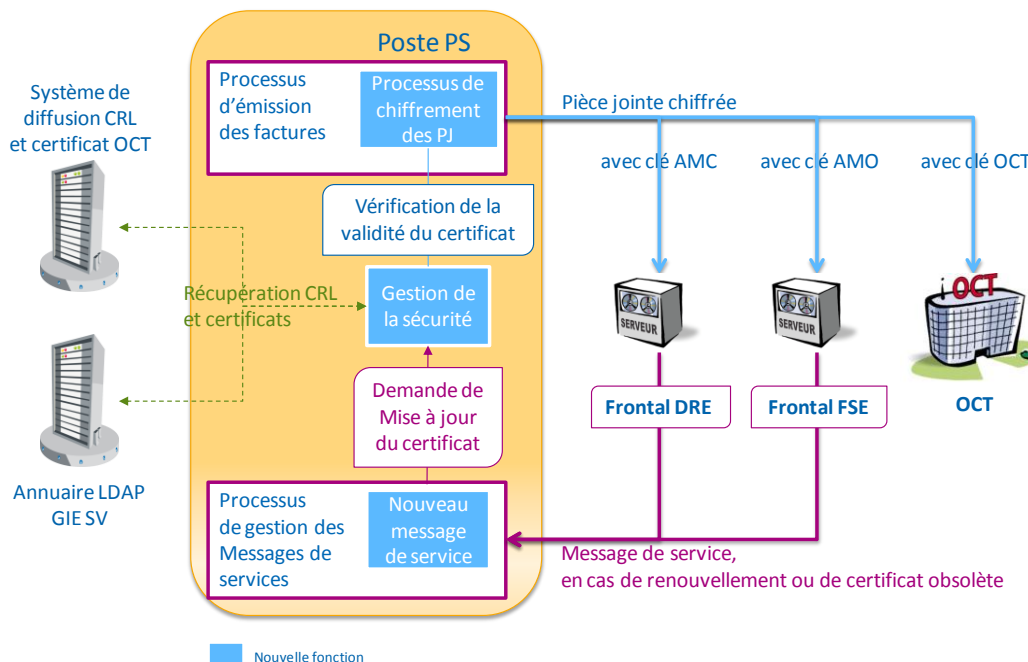 Poste PS
Système de
diffusion CRL
et certificat OCT
Processus
d'émission
des factures
Processus de
chiffrement
des PJ
Pièce jointe chiffrée
avec clé AMC
avec clé AMO
avec clé OCT
Vérification de la
validité du certificat
Récupération CRL
et certificats
Gestion de
la sécurité
SERVEUR
SERVEUR
i OCT
Demande de
Mise à jour
du certificat
Frontal DRE
Frontal FSE
OCT
Annuaire LDAP
GIE SV
Processus
de gestion des
Messages de
services
Nouveau
message
de service
Message de service,
en cas de renouvellement ou de certificat obsolète
Nouvelle fonction